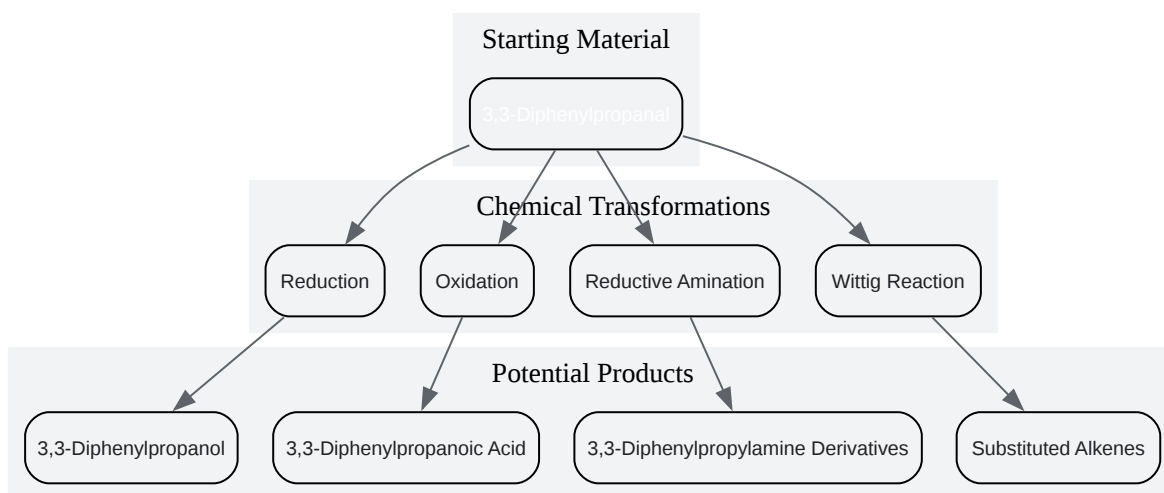 Starting Material
3,3-Diphenylpropanal
Chemical Transformations
Reduction
Oxidation
Reductive Amination
Wittig Reaction
Potential Products
3,3-Diphenylpropanol
3,3-Diphenylpropanoic Acid
3,3-Diphenylpropylamine Derivatives
Substituted Alkenes